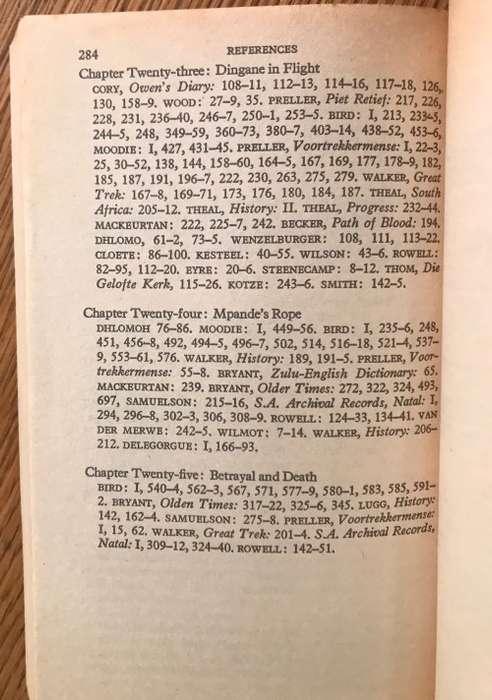 284 REFERENCES
Chapter Twenty-three: Dingane in Flight
CORY, Owen's Diary: 108–11, 112–13, 114–16, 117–18, 126,
130, 158–9. WOOD: 27–9, 35. PRELLER, Piet Retief: 217, 226,
228, 231, 236–40, 246–7, 250–1, 253–5. BIRD: I, 213, 233–5,
244–5, 248, 349–59, 360–73, 380–7, 403–14, 438–52, 453–6,
MOODIE: I, 427, 431–45. PRELLER, Voortrekkermense: I, 22–3,
25, 30–52, 138, 144, 158–60, 164–5, 167, 169, 177, 178–9, 182,
185, 187, 191, 196–7, 222, 230, 263, 275, 279. WALKER, Great
Trek: 167–8, 169–71, 173, 176, 180, 184, 187. THEAL, South
Africa: 205–12. THEAL, History: II. THEAL, Progress: 232–44.
MACKEURTAN: 222, 225–7, 242. BECKER, Path of Blood: 194.
DHLOMO, 61–2, 73–5. WENZELBURGER: 108, 111, 113–22.
CLOETE: 86–100. KESTEEL: 40–55. WILSON: 43–6. ROWELL:
82–95, 112–20. EYRE: 20–6. STEENECAMP: 8–12. THOM, Die
Gelofte Kerk, 115–26. KOTZE: 243–6. SMITH: 142–5.
Chapter Twenty-four: Mpande's Rope
DHLOMOH 76–86. MOODIE: I, 449–56. BIRD: I, 235–6, 248,
451, 456–8, 492, 494–5, 496–7, 502, 514, 516–18, 521–4, 537–
9, 553–61, 576. WALKER, History: 189, 191–5. PRELLER, Voor-
trekkermense: 55–8. BRYANT, Zulu-English Dictionary: 65.
MACKEURTAN: 239. BRYANT, Older Times: 272, 322, 324, 493,
697, SAMUELSON: 215–16, S.A. Archival Records, Natal: I,
294, 296–8, 302–3, 306, 308–9. ROWELL: 124–33, 134–41. VAN
DER MERWE: 242–5. WILMOT: 7–14. WALKER, History: 206–
212. DELEGORGUE: I, 166–93.
Chapter Twenty-five: Betrayal and Death
BIRD: I, 540–4, 562–3, 567, 571, 577–9, 580–1, 583, 585, 591–
2. BRYANT, Olden Times: 317–22, 325–6, 345. LUGG, History:
142, 162–4. SAMUELSON: 275–8. PRELLER, Voortrekkermense:
I, 15, 62. WALKER, Great Trek: 201–4. S.A. Archival Records,
Natal: I, 309–12, 324–40. ROWELL: 142–51.